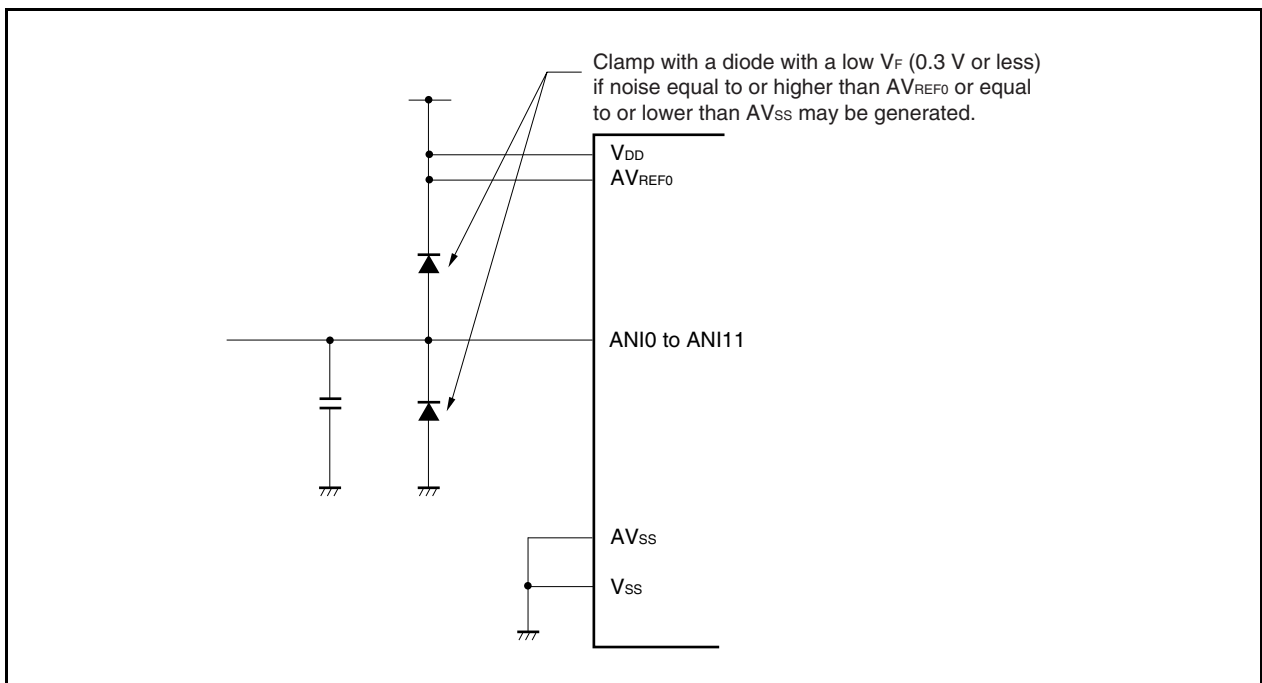 Clamp with a diode with a low VF (0.3 V or less)
if noise equal to or higher than AVREF0 or equal
to or lower than AVSS may be generated.
VDD
AVREF0
ANI0 to ANI11
AVSS
VSS